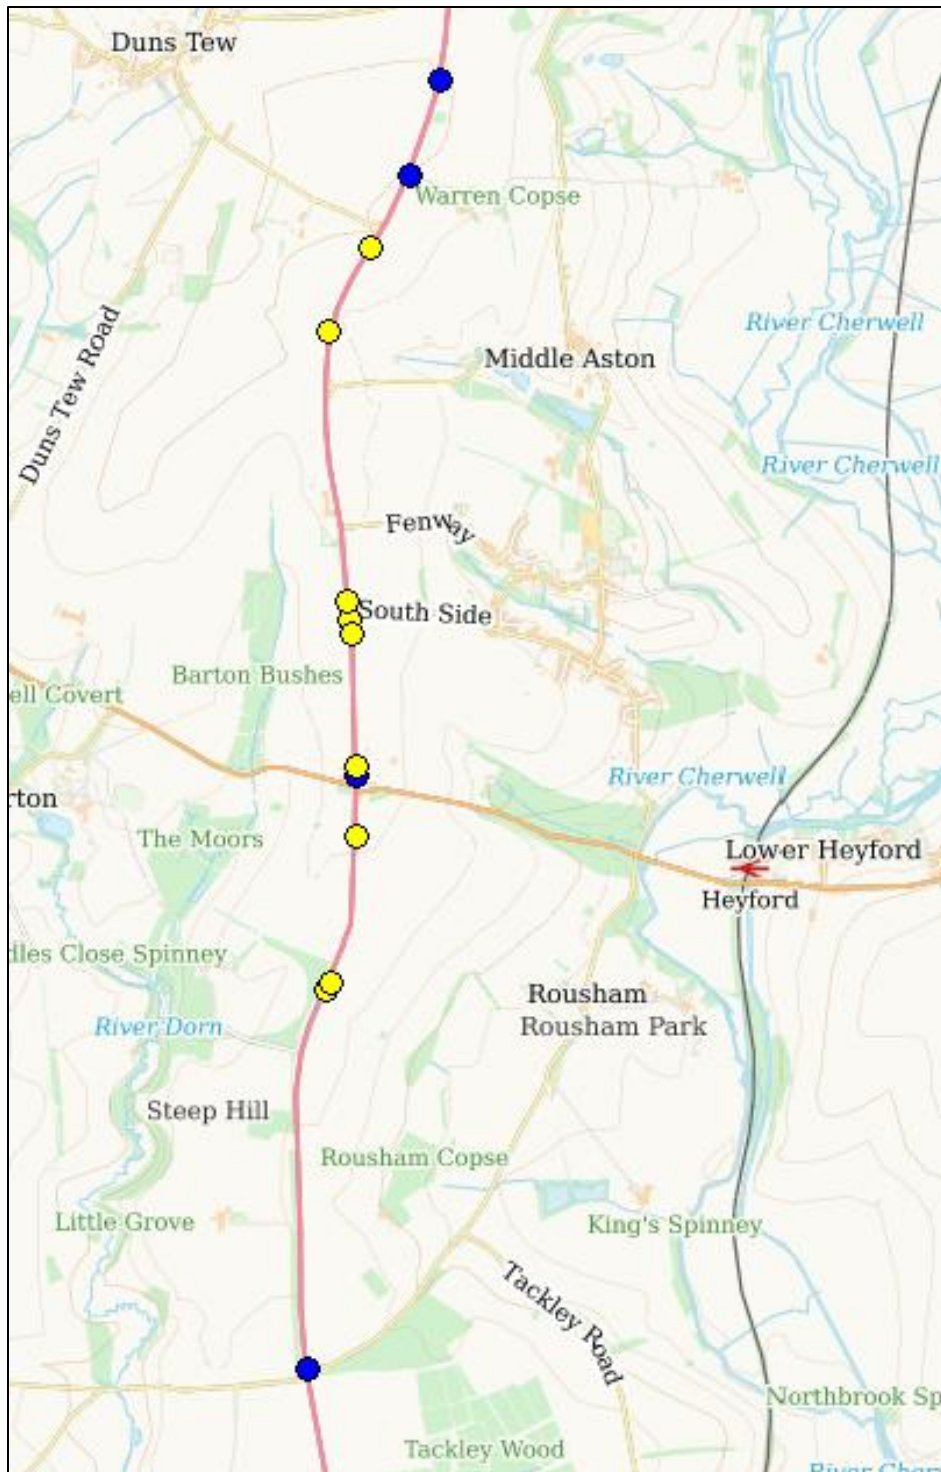 Duns Tew
Warren Copse
River Cherwell
Duns Tew Road
Middle Aston
River Cherwell
Fenway
South Side
Barton Bushes
ell Covert
River Cherwell
rton
The Moors
Lower Heyford
Heyford
dles Close Spinney
Rousham
River Dorn
Rousham Park
Steep Hill
Rousham Copse
Little Grove
King's Spinney
Tackley Road
Northbrook Sp
Tackley Wood
River Cher